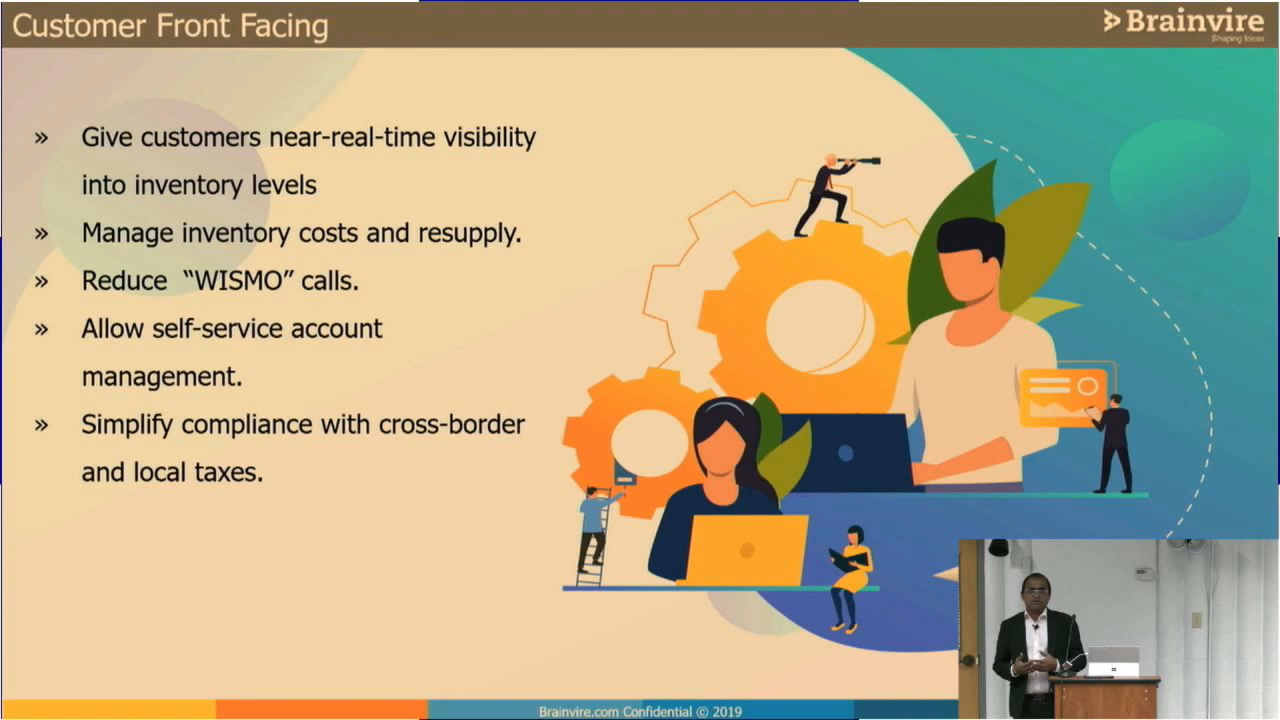 Customer Front Facing
Brainvire
» Give customers near-real-time visibility
into inventory levels
» Manage inventory costs and resupply.
» Reduce “WISMO” calls.
» Allow self-service account
management.
» Simplify compliance with cross-border
and local taxes.
Brainvire.com Confidential © 2019